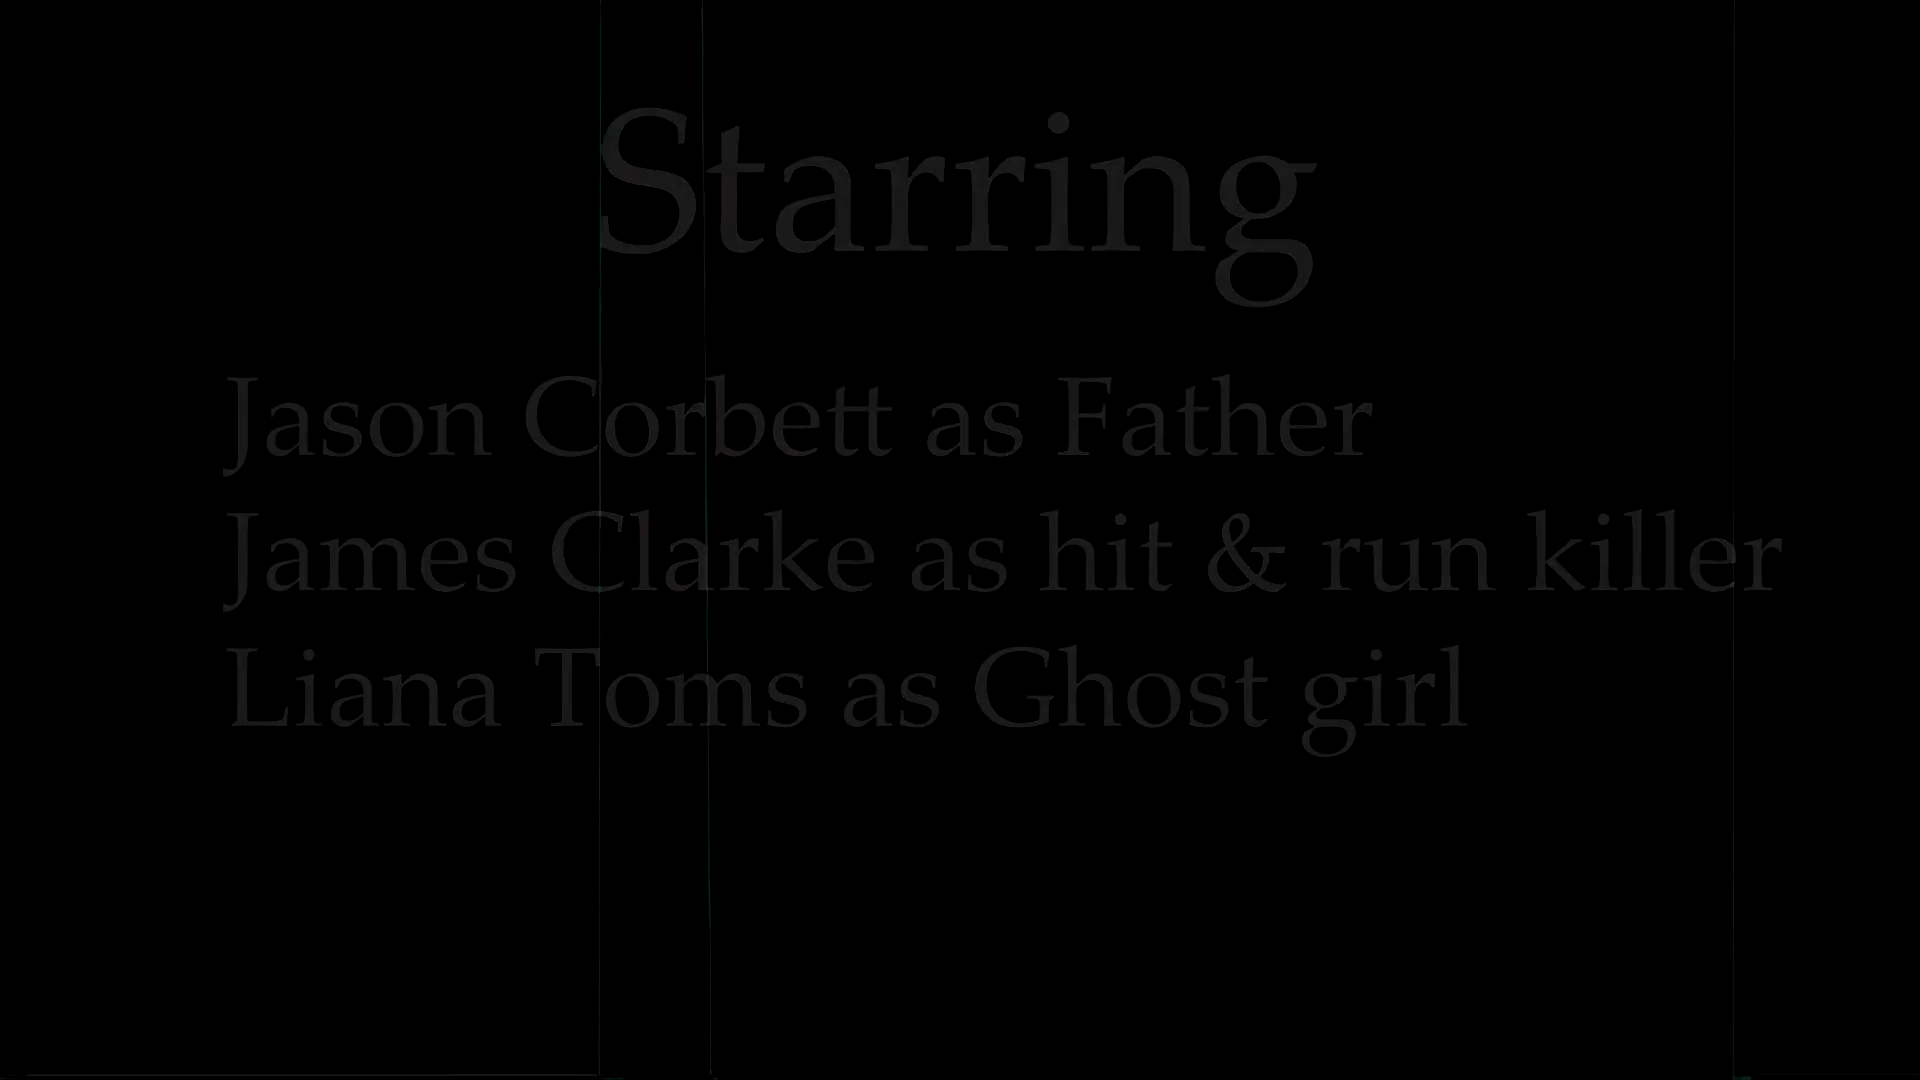 Starring
Jason Corbett as Father
James Clarke as hit & run killer
Liana Toms as Ghost girl